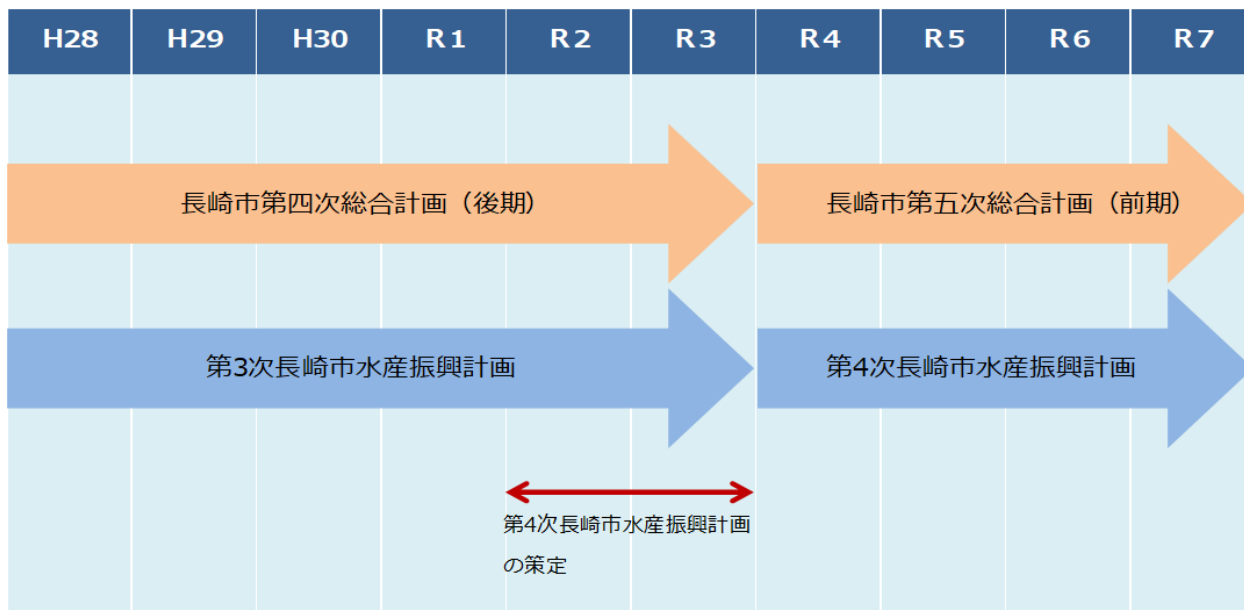 H28 H29 H30 R1 R2 R3 R4 R5 R6 R7
長崎市第四次総合計画（後期） 長崎市第五次総合計画（前期）
第3次長崎市水産振興計画 第4次長崎市水産振興計画
第4次長崎市水産振興計画
の策定